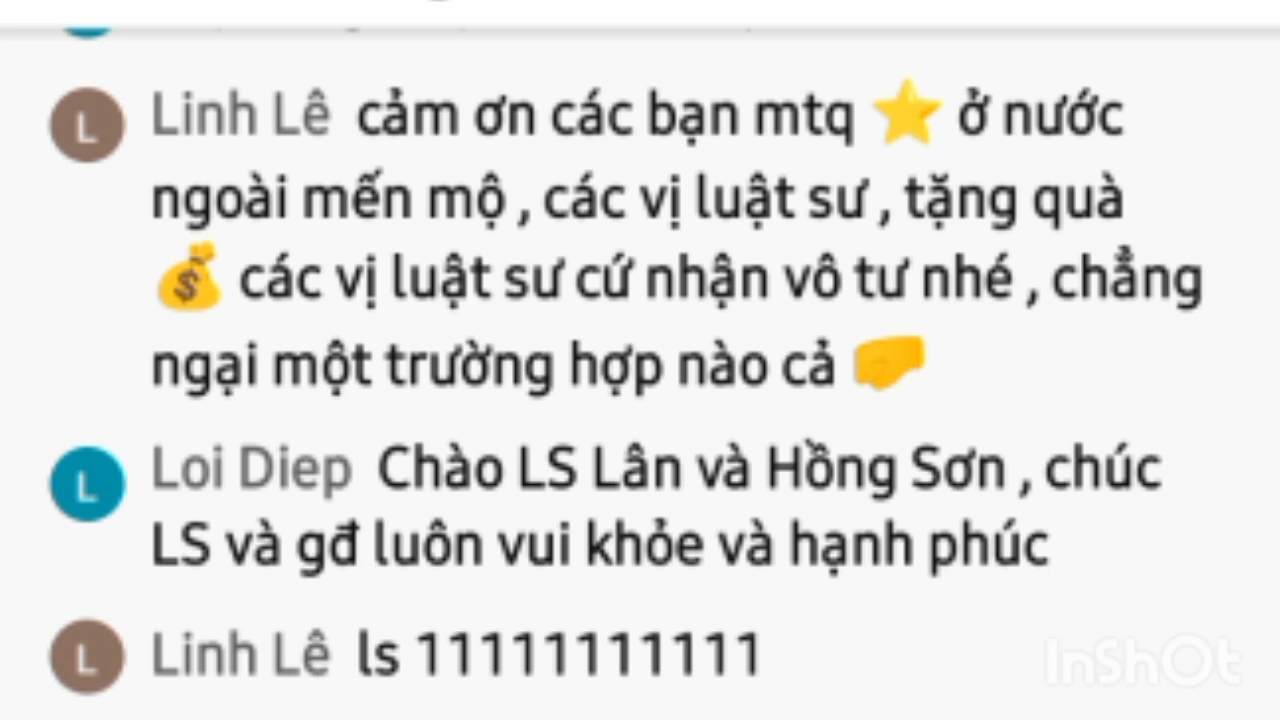 Linh Lê cảm ơn các bạn mtq ⭐ ở nước
ngoài mến mộ , các vị luật sư , tặng quà
💰 các vị luật sư cứ nhận vô tư nhé , chẳng
ngại một trường hợp nào cả 🤛
Loi Diep Chào LS Lân và Hồng Sơn , chúc
LS và gđ luôn vui khỏe và hạnh phúc
Linh Lê ls 11111111111
InShOt